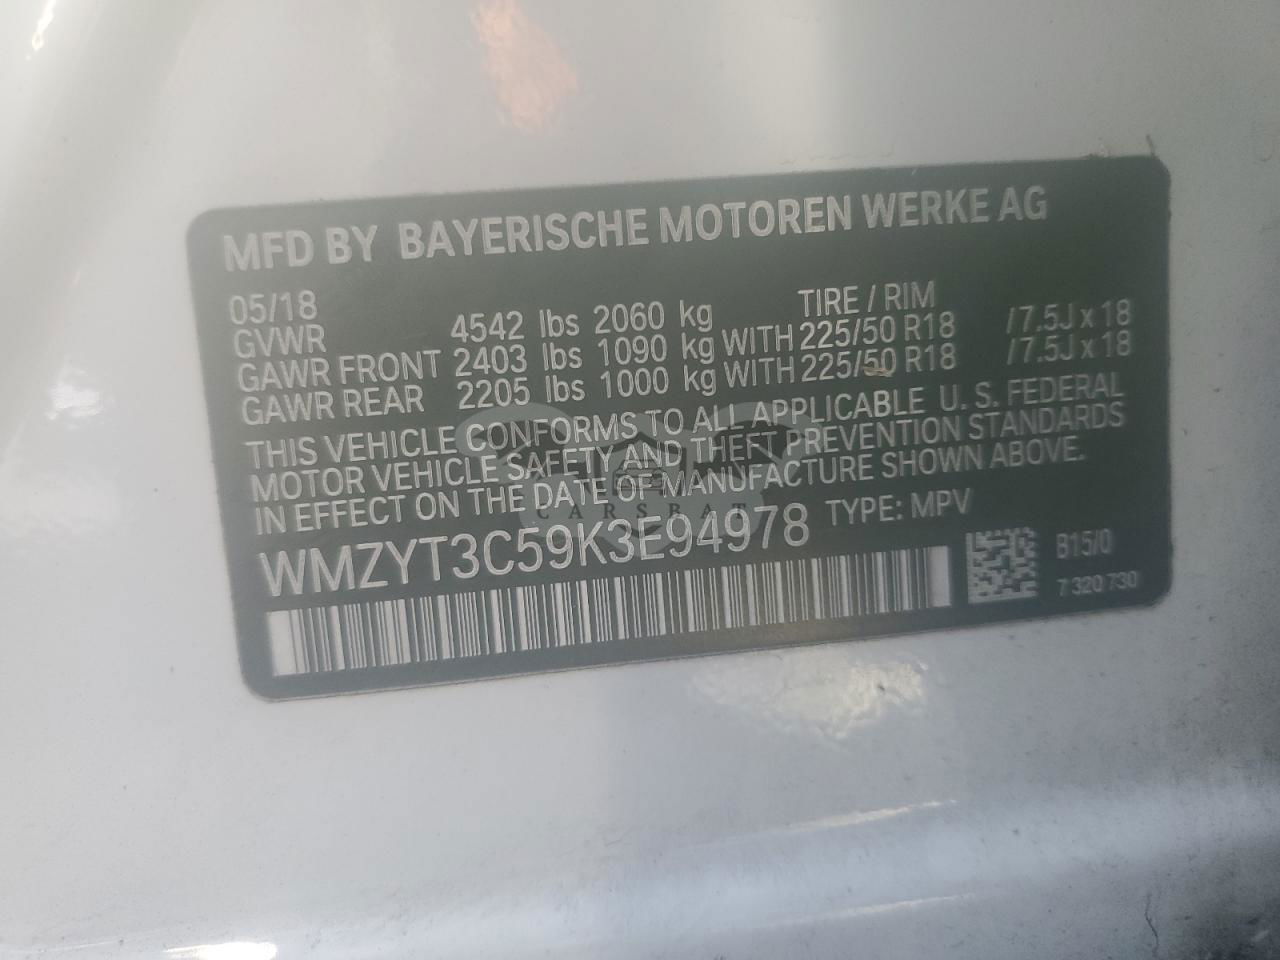 MFD BY BAYERISCHE MOTOREN WERKE AG
05/18 TIRE / RIM
GVWR 4542 lbs 2060 kg
GAWR FRONT 2403 lbs 1090 kg WITH 225/50 R18 /7.5J x 18
GAWR REAR 2205 lbs 1000 kg WITH 225/50 R18 /7.5J x 18
THIS VEHICLE CONFORMS TO ALL APPLICABLE U. S. FEDERAL
MOTOR VEHICLE SAFETY AND THEFT PREVENTION STANDARDS
IN EFFECT ON THE DATE OF MANUFACTURE SHOWN ABOVE.
CARSBAT
WMZYT3C59K3E94978 TYPE: MPV
B15/0
7 320 730